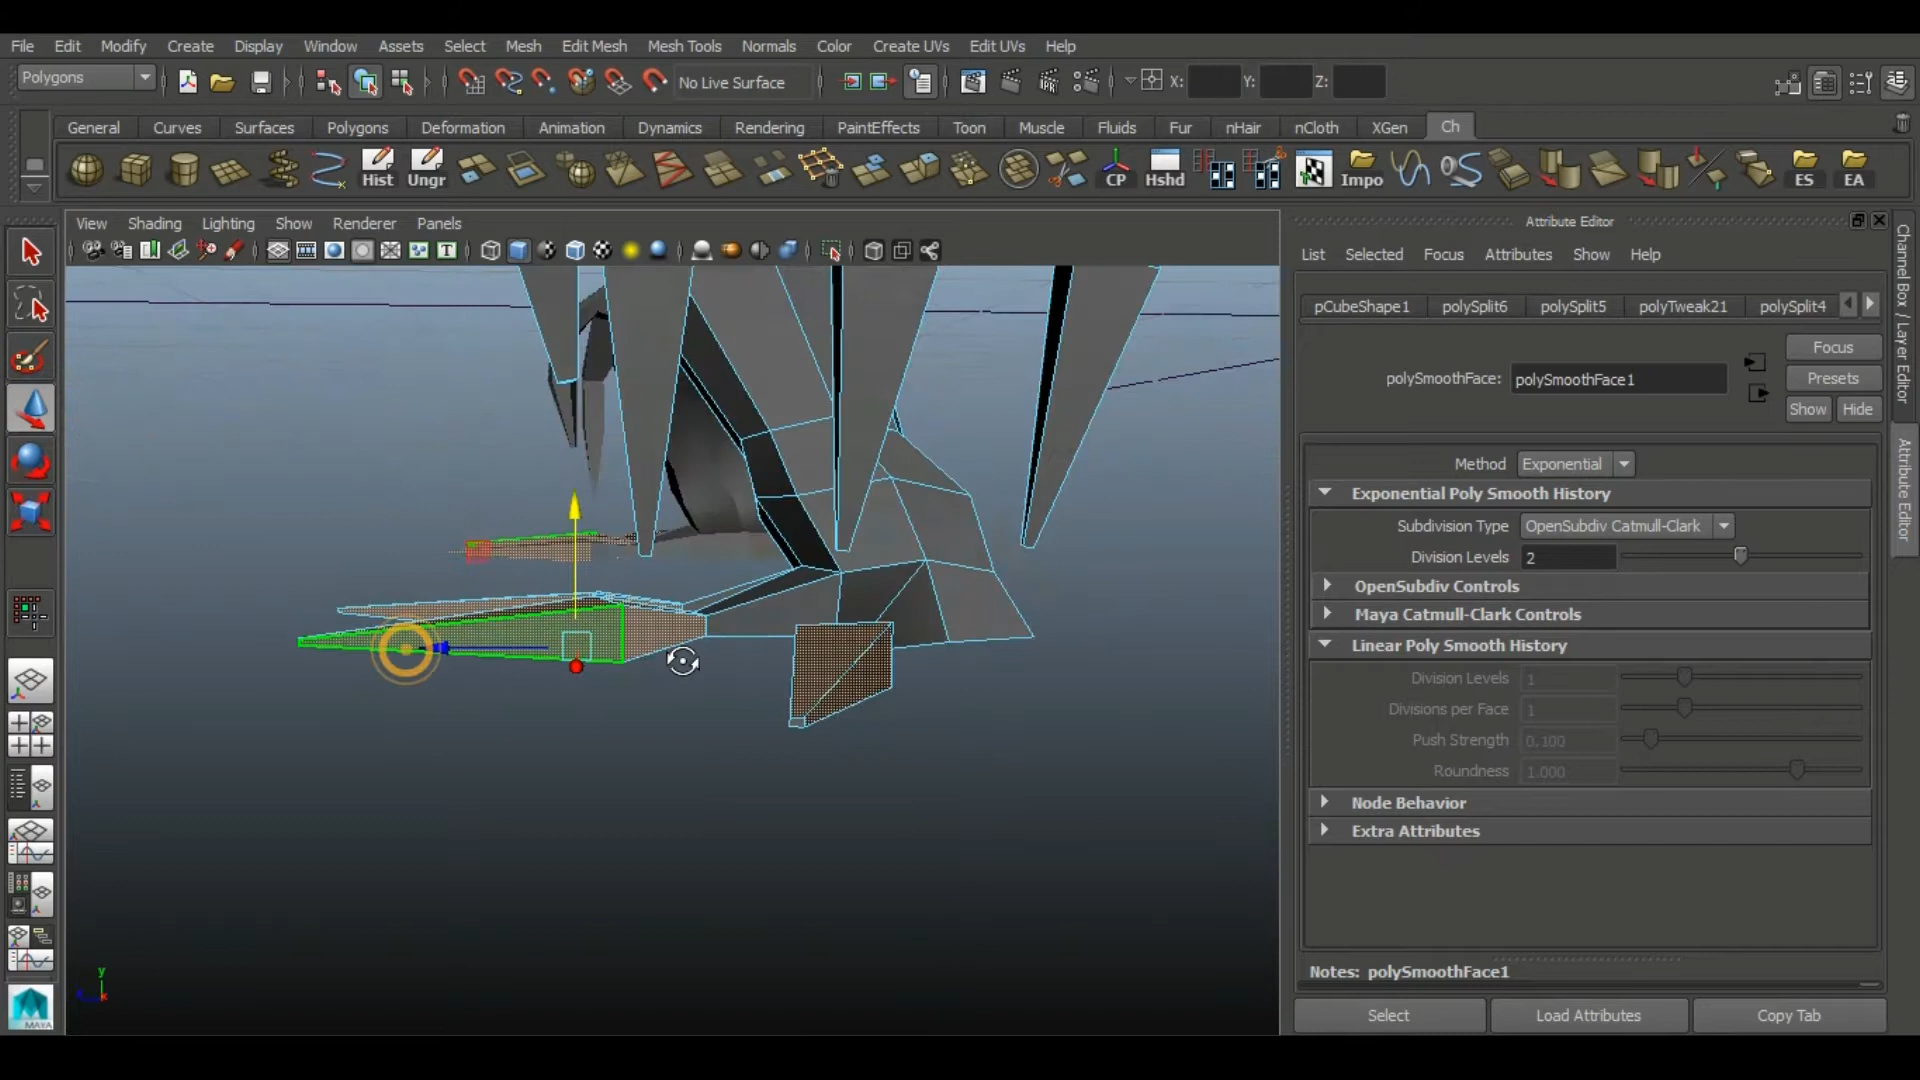 File Edit Modify Create Display Window Assets Select Mesh Edit Mesh Mesh Tools Normals Color Create UVs Edit UVs Help
Polygons No Live Surface X: Y: Z:
General Curves Surfaces Polygons Deformation Animation Dynamics Rendering PaintEffects Toon Muscle Fluids Fur nHair nCloth XGen Ch
Hist Ungr CP Hshd Impo ES EA
View Shading Lighting Show Renderer Panels
T
Attribute Editor
List Selected Focus Attributes Show Help
pCubeShape1 polySplit6 polySplit5 polyTweak21 polySplit4
Focus
polySmoothFace: polySmoothFace1
Presets
Show Hide
Method Exponential
Exponential Poly Smooth History
Subdivision Type OpenSubdiv Catmull-Clark
Division Levels 2
OpenSubdiv Controls
Maya Catmull-Clark Controls
Linear Poly Smooth History
Division Levels 1
Divisions per Face 1
Push Strength 0.100
Roundness 1.000
Node Behavior
Extra Attributes
Notes: polySmoothFace1
Select Load Attributes Copy Tab
Channel Box / Layer Editor
Attribute Editor
y
x
MAYA